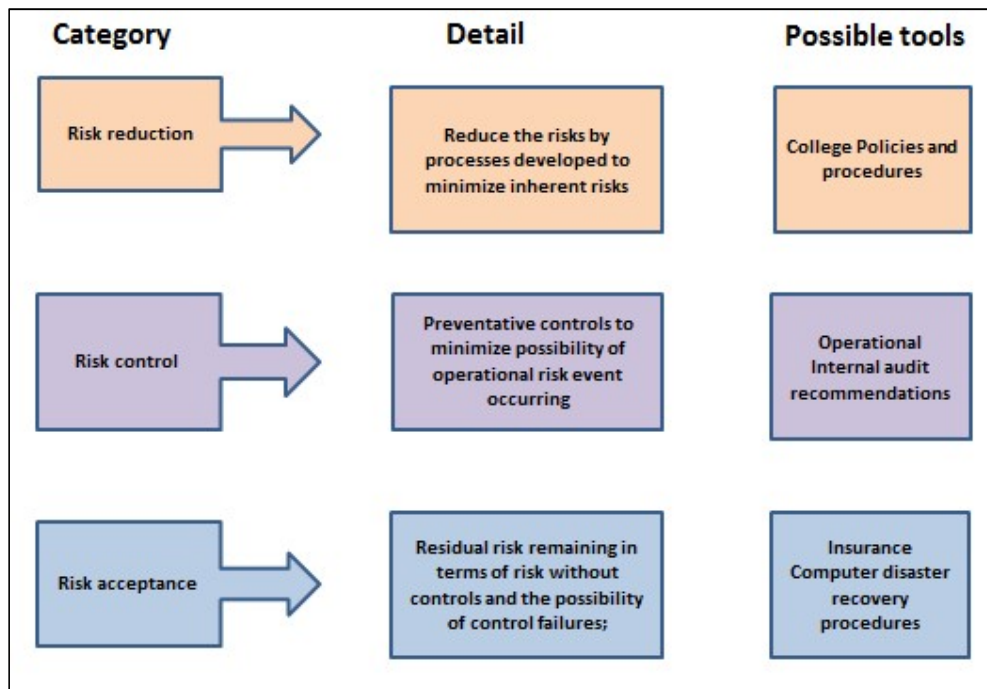 Category
Detail
Possible tools
Risk reduction
Reduce the risks by
processes developed to
minimize inherent risks
College Policies and
procedures
Risk control
Preventative controls to
minimize possibility of
operational risk event
occurring
Operational
Internal audit
recommendations
Risk acceptance
Residual risk remaining in
terms of risk without
controls and the possibility
of control failures;
Insurance
Computer disaster
recovery
procedures